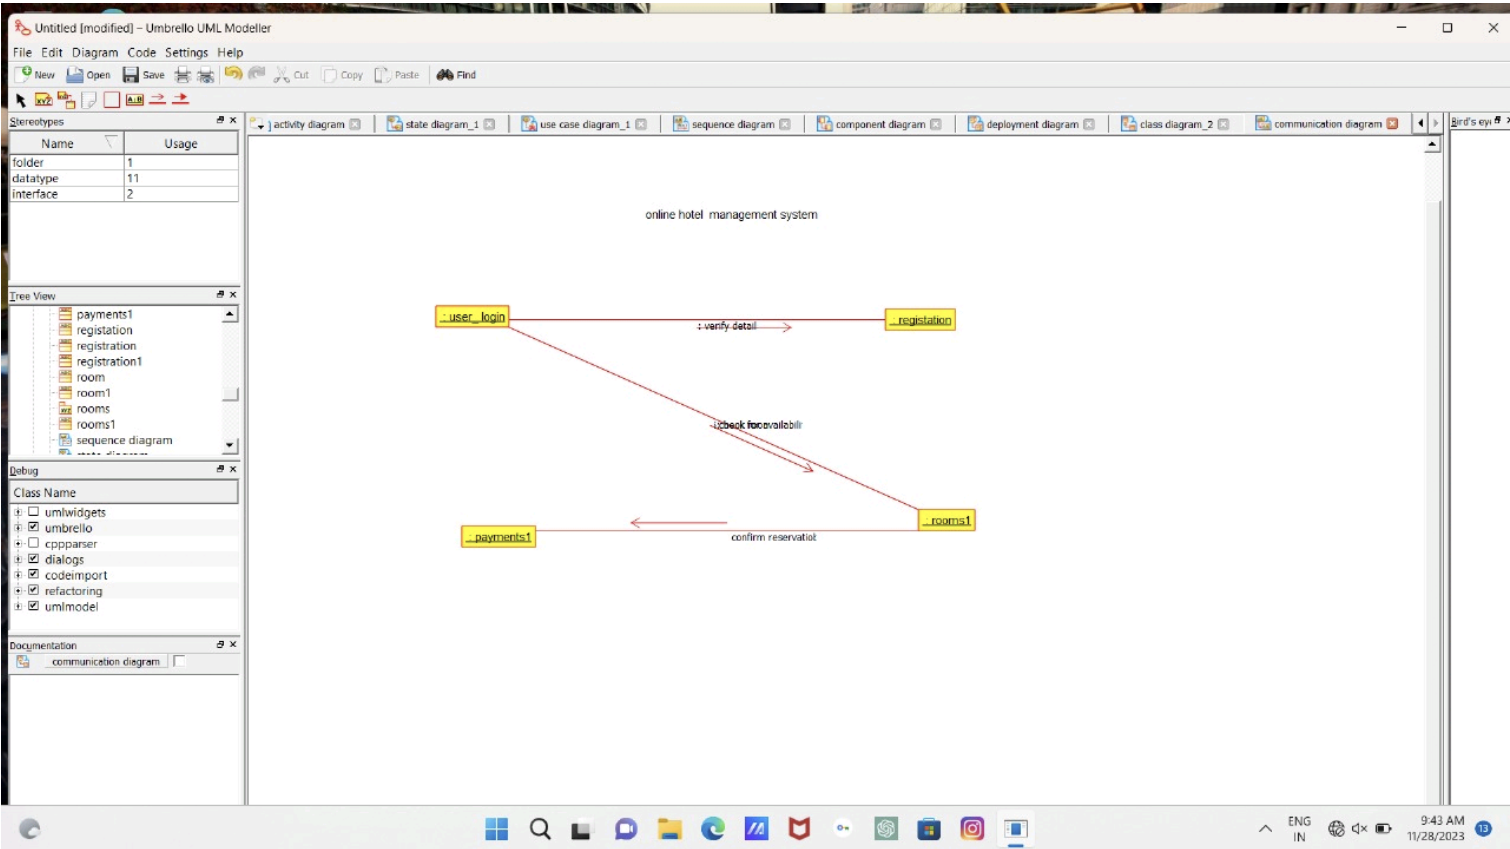 Untitled [modified] – Umbrello UML Modeller
File Edit Diagram Code Settings Help
New Open Save Cut Copy Paste Find
Stereotypes
Name Usage
folder 1
datatype 11
interface 2
activity diagram state diagram_1 use case diagram_1 sequence diagram component diagram deployment diagram class diagram_2 communication diagram
Bird's ey
Tree View
payments1
registation
registration
registration1
room
room1
rooms
rooms1
sequence diagram
Debug
Class Name
umlwidgets
umbrello
cppparser
dialogs
codeimport
refactoring
umlmodel
Documentation
communication diagram
online hotel management system
: user_login
: verify detail
: registation
: rooms1
: payments1
confirm reservatiot
ENG
IN
9:43 AM
11/28/2023
13